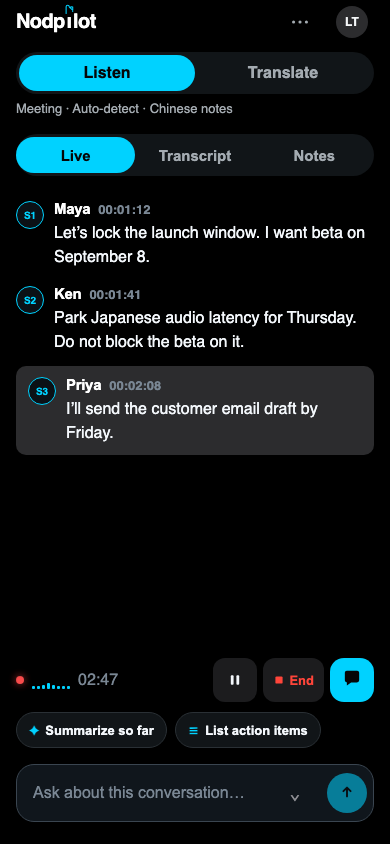 Nodpilot
LT
Listen
Translate
Meeting · Auto-detect · Chinese notes
Live
Transcript
Notes
S1
Maya 00:01:12
Let’s lock the launch window. I want beta on
September 8.
S2
Ken 00:01:41
Park Japanese audio latency for Thursday.
Do not block the beta on it.
S3
Priya 00:02:08
I’ll send the customer email draft by
Friday.
02:47
End
Summarize so far
List action items
Ask about this conversation…